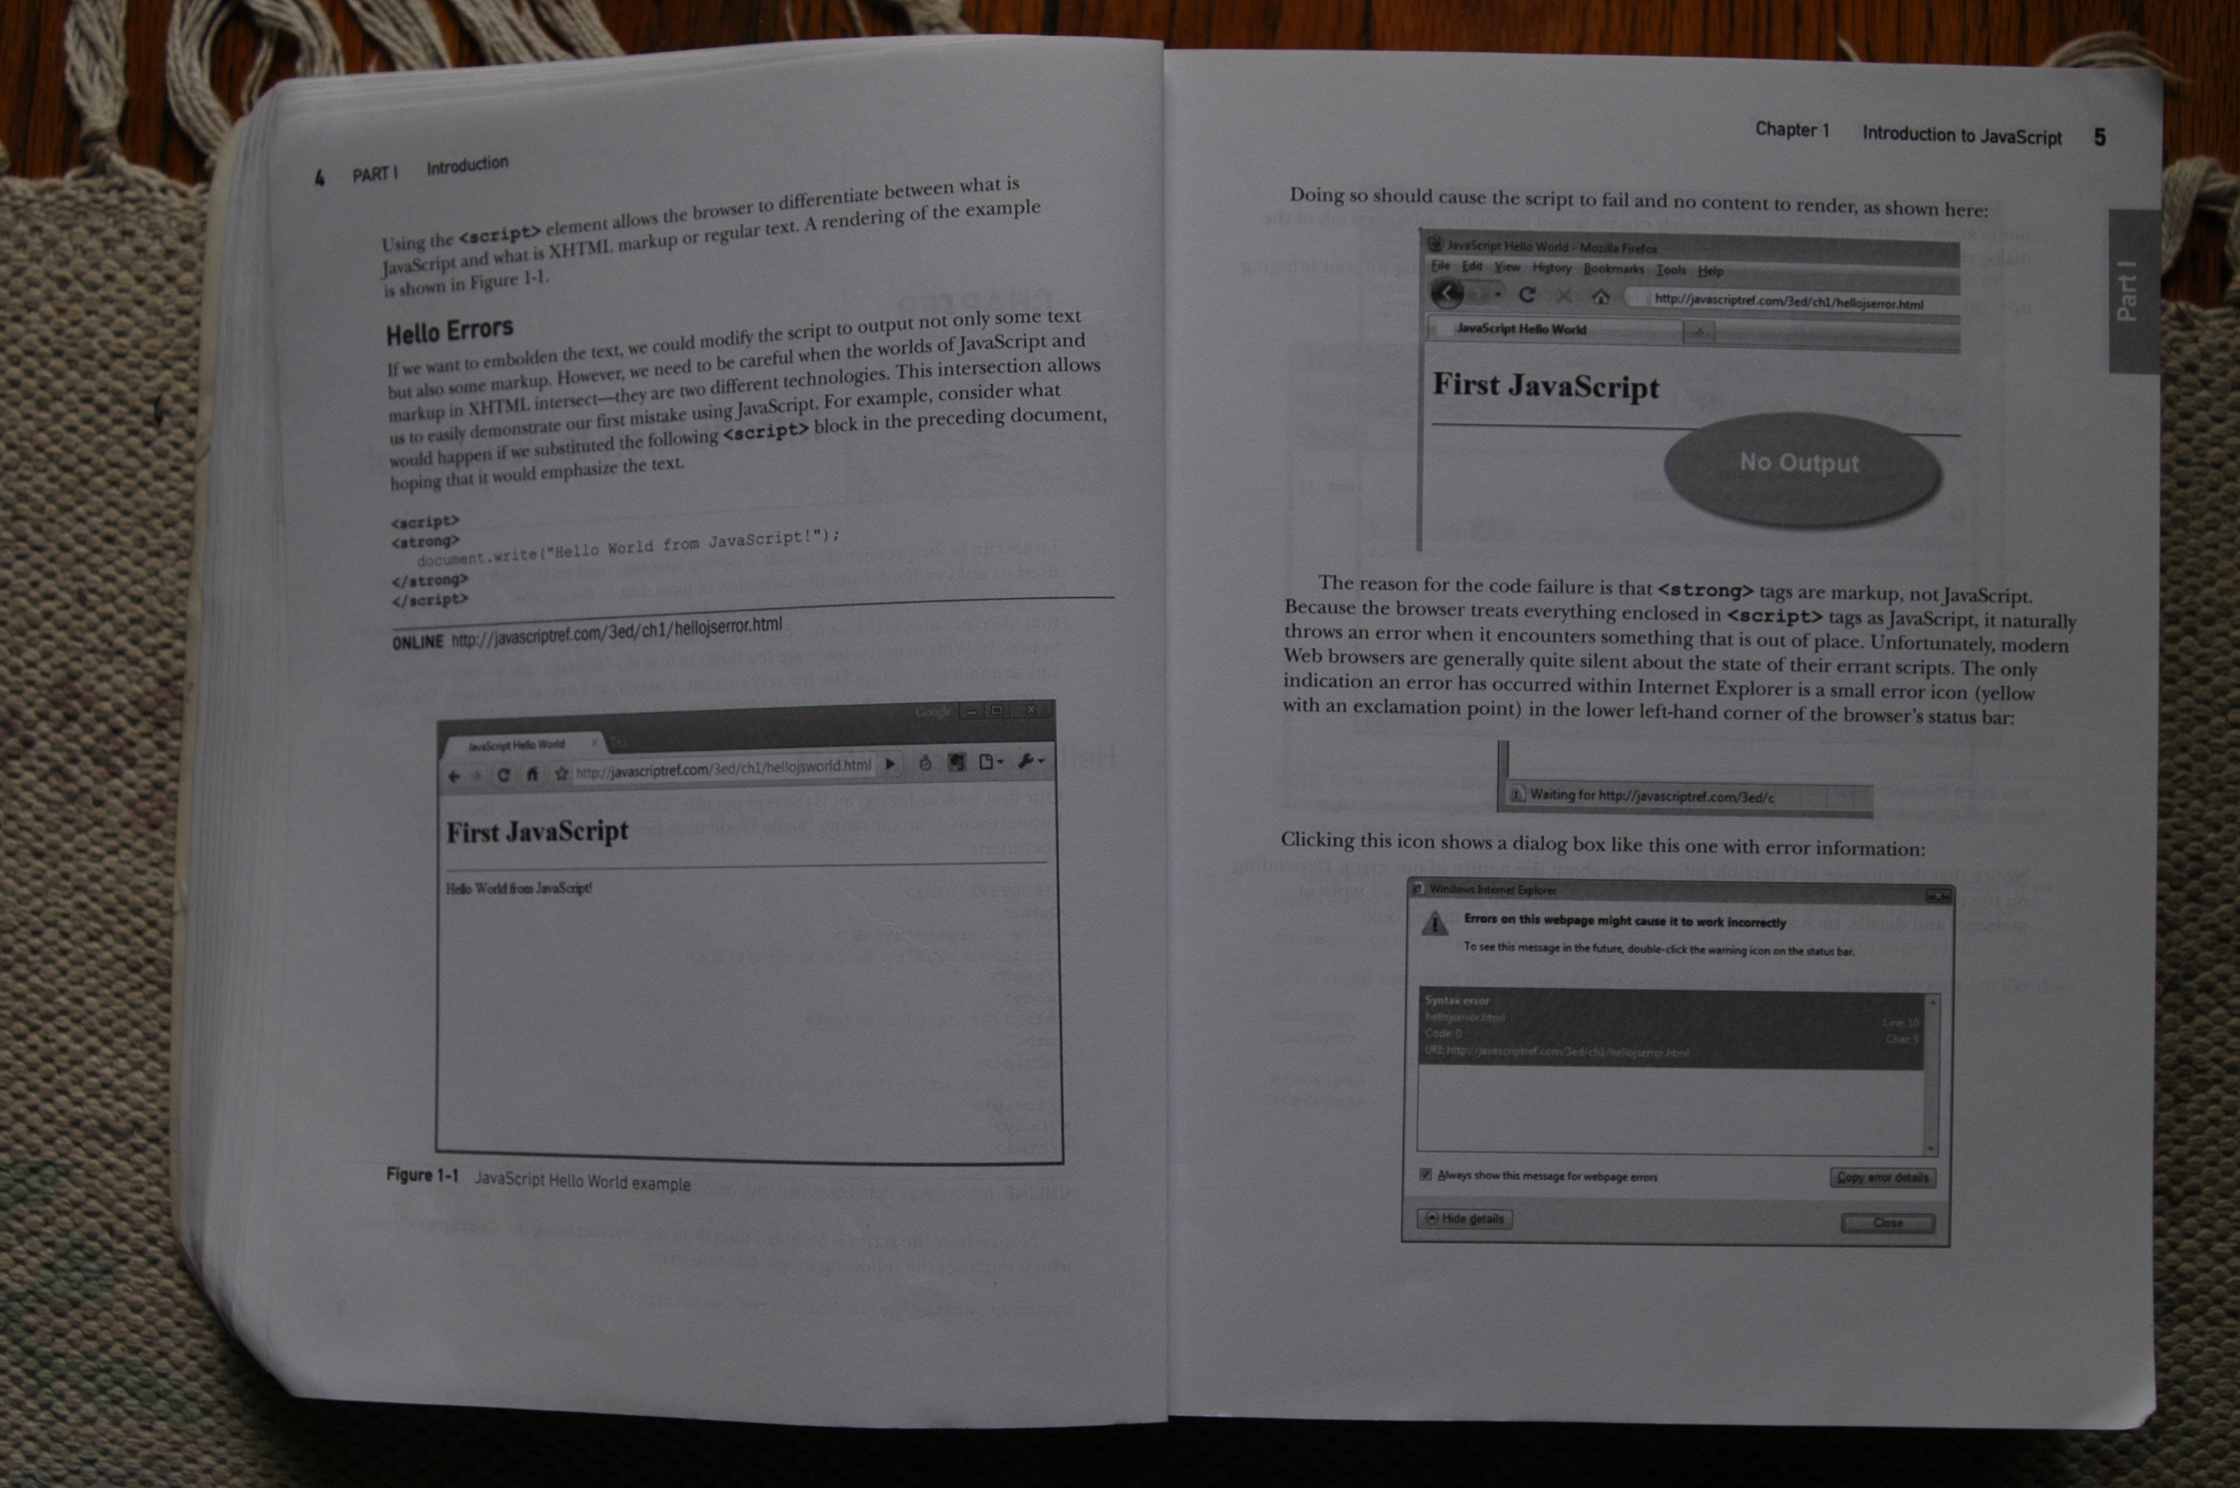 4 PART I Introduction
Using the <script> element allows the browser to differentiate between what is
JavaScript and what is XHTML markup or regular text. A rendering of the example
is shown in Figure 1-1.
Hello Errors
If we want to embolden the text, we could modify the script to output not only some text
but also some markup. However, we need to be careful when the worlds of JavaScript and
markup in XHTML intersect—they are two different technologies. This intersection allows
us to easily demonstrate our first mistake using JavaScript. For example, consider what
would happen if we substituted the following <script> block in the preceding document,
hoping that it would emphasize the text.
<script>
<strong>
document.write("Hello World from JavaScript!");
</strong>
</script>
ONLINE http://javascriptref.com/3ed/ch1/hellojserror.html
Google
JavaScript Hello World
http://javascriptref.com/3ed/ch1/hellojsworld.html
First JavaScript
Hello World from JavaScript!
Figure 1-1 JavaScript Hello World example
Chapter 1 Introduction to JavaScript 5
Part I
Doing so should cause the script to fail and no content to render, as shown here:
JavaScript Hello World - Mozilla Firefox
File Edit View History Bookmarks Tools Help
http://javascriptref.com/3ed/ch1/hellojserror.html
JavaScript Hello World
First JavaScript
No Output
The reason for the code failure is that <strong> tags are markup, not JavaScript.
Because the browser treats everything enclosed in <script> tags as JavaScript, it naturally
throws an error when it encounters something that is out of place. Unfortunately, modern
Web browsers are generally quite silent about the state of their errant scripts. The only
indication an error has occurred within Internet Explorer is a small error icon (yellow
with an exclamation point) in the lower left-hand corner of the browser's status bar:
Waiting for http://javascriptref.com/3ed/c
Clicking this icon shows a dialog box like this one with error information:
Windows Internet Explorer
Errors on this webpage might cause it to work incorrectly
To see this message in the future, double-click the warning icon on the status bar.
Syntax error
hellojserror.html Line: 10
Code: 0 Char: 9
URL: http://javascriptref.com/3ed/ch1/hellojserror.html
Always show this message for webpage errors
Copy error details
Hide details
Close